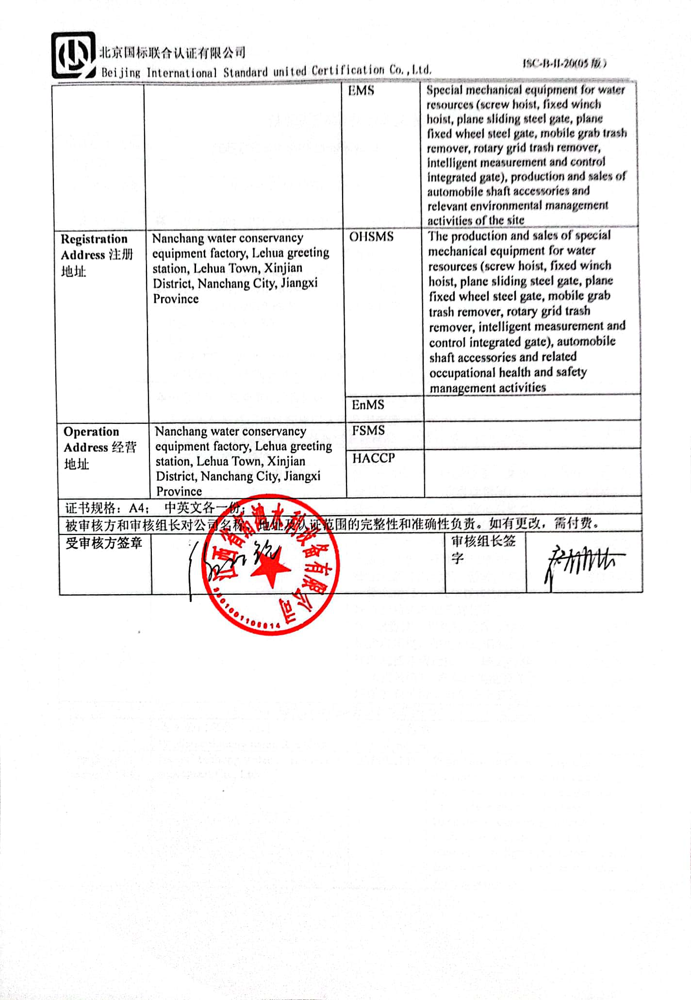 北京国标联合认证有限公司
Beijing International Standard united Certification Co.,Ltd.
ISC-B-II-20(05版)
EMS
Special mechanical equipment for water
resources (screw hoist, fixed winch
hoist, plane sliding steel gate, plane
fixed wheel steel gate, mobile grab trash
remover, rotary grid trash remover,
intelligent measurement and control
integrated gate), production and sales of
automobile shaft accessories and
relevant environmental management
activities of the site
Registration
Address 注册
地址
Nanchang water conservancy
equipment factory, Lehua greeting
station, Lehua Town, Xinjian
District, Nanchang City, Jiangxi
Province
OHSMS
The production and sales of special
mechanical equipment for water
resources (screw hoist, fixed winch
hoist, plane sliding steel gate, plane
fixed wheel steel gate, mobile grab
trash remover, rotary grid trash
remover, intelligent measurement and
control integrated gate), automobile
shaft accessories and related
occupational health and safety
management activities
EnMS
Operation
Address 经营
地址
Nanchang water conservancy
equipment factory, Lehua greeting
station, Lehua Town, Xinjian
District, Nanchang City, Jiangxi
Province
FSMS
HACCP
证书规格：A4； 中英文各一份；
被审核方和审核组长对公司名称、地址及认证范围的完整性和准确性负责。如有更改，需付费。
受审核方签章
审核组长签
字
江西省 鸿水利设备有限公司